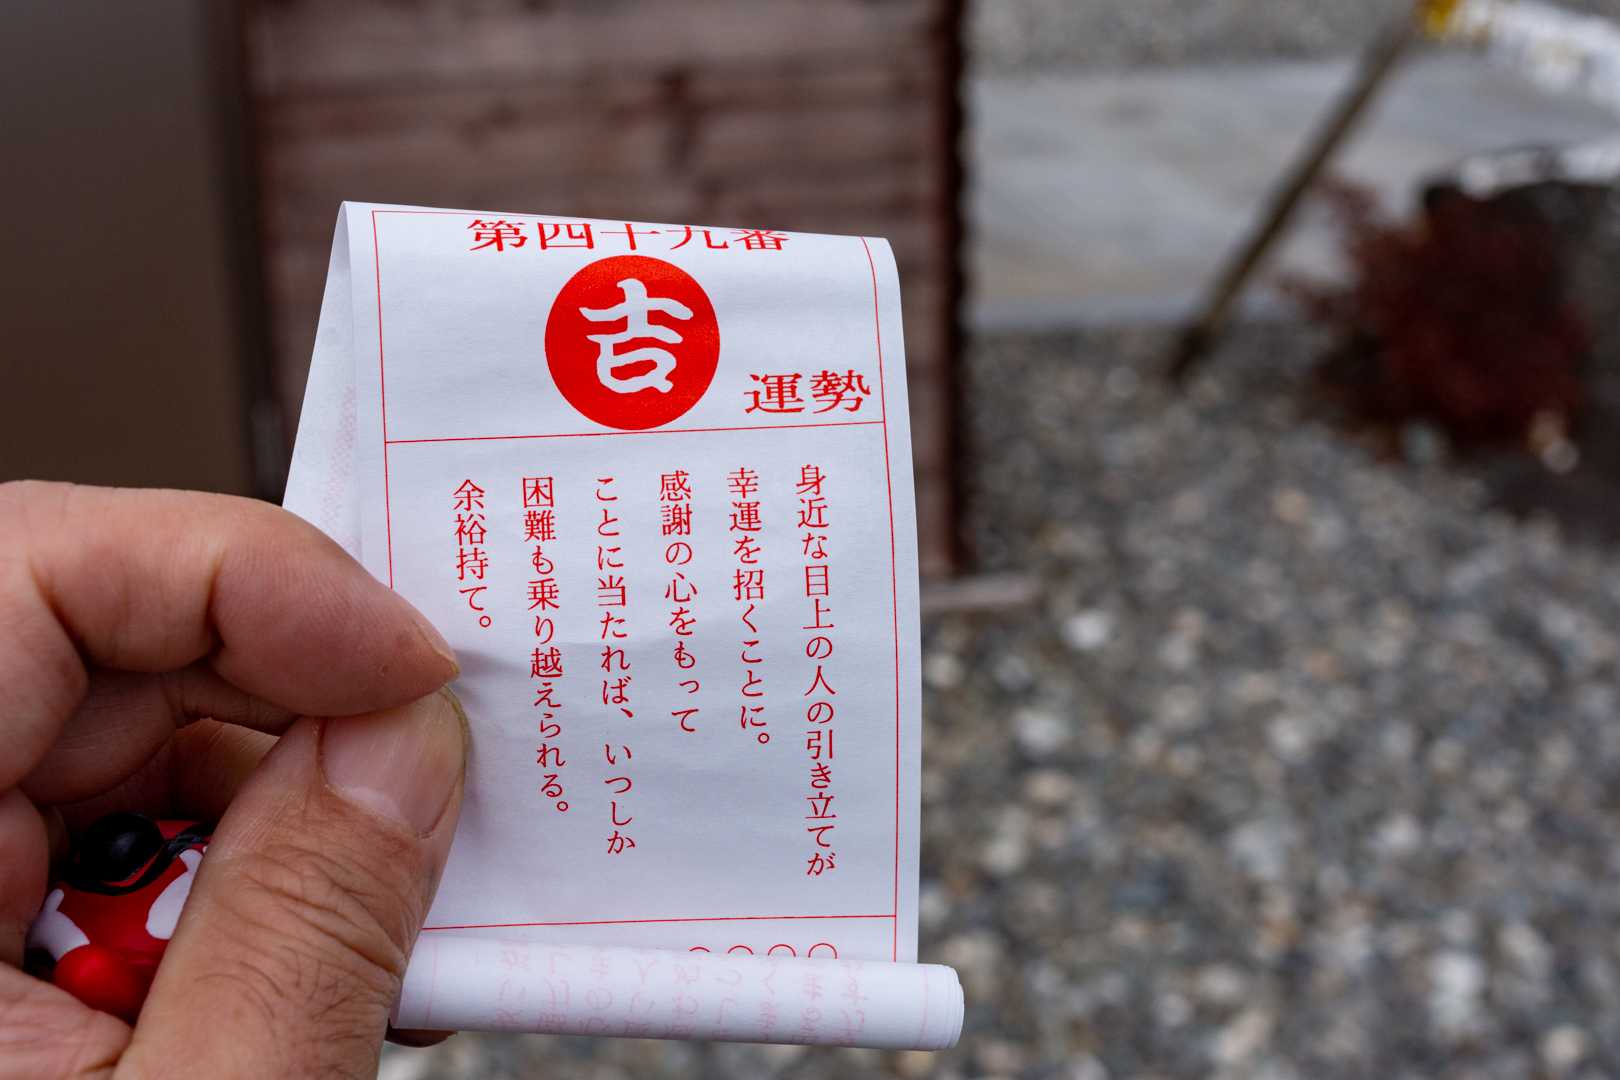 第四十九番
吉
運勢
身近な目上の人の引き立てが
幸運を招くことに。
感謝の心をもって
ことに当たれば、いつしか
困難も乗り越えられる。
余裕持て。